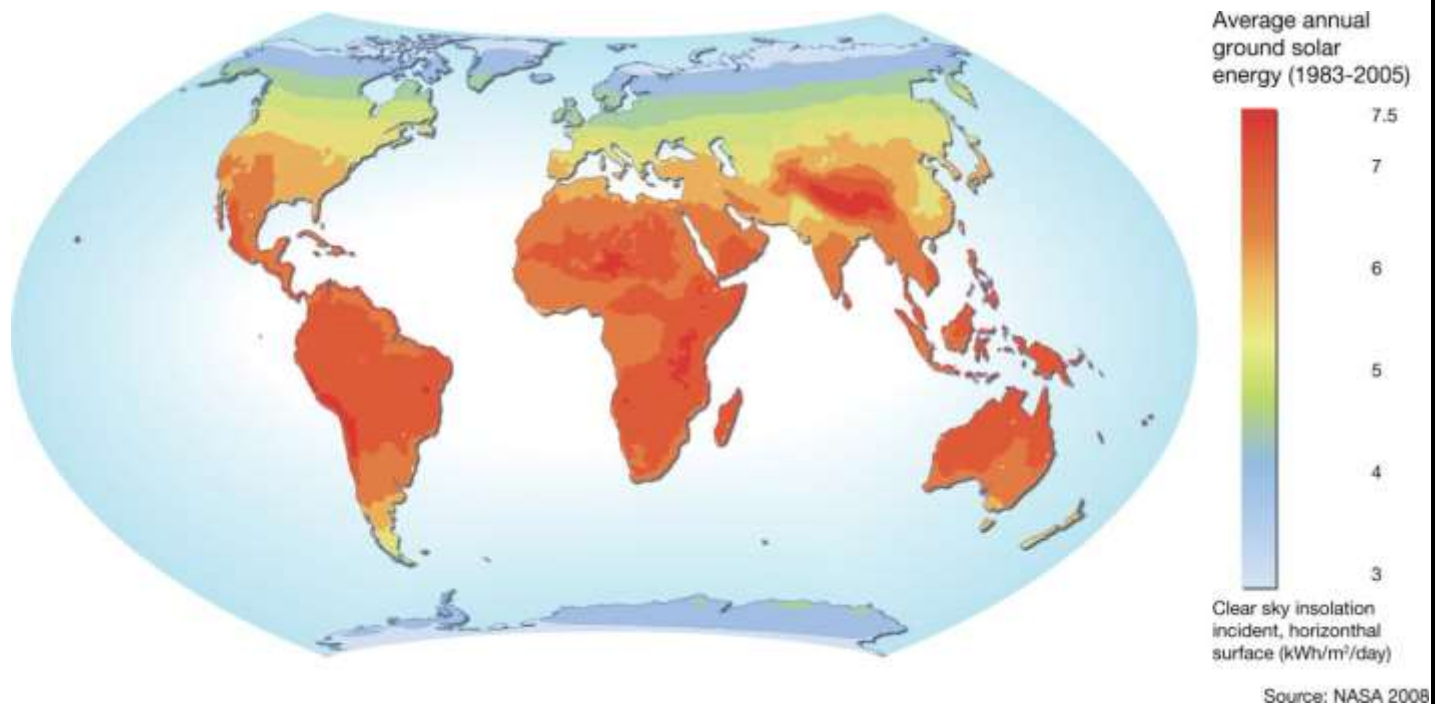 Average annual
ground solar
energy (1983-2005)
7.5
7
6
5
4
3
Clear sky insolation
incident, horizonthal
surface (kWh/m²/day)
Source: NASA 2008